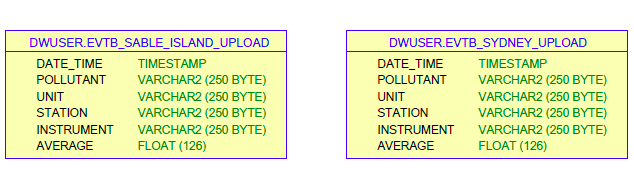 DWUSER.EVTB_SABLE_ISLAND_UPLOAD
DATE_TIME TIMESTAMP
POLLUTANT VARCHAR2 (250 BYTE)
UNIT VARCHAR2 (250 BYTE)
STATION VARCHAR2 (250 BYTE)
INSTRUMENT VARCHAR2 (250 BYTE)
AVERAGE FLOAT (126)
DWUSER.EVTB_SYDNEY_UPLOAD
DATE_TIME TIMESTAMP
POLLUTANT VARCHAR2 (250 BYTE)
UNIT VARCHAR2 (250 BYTE)
STATION VARCHAR2 (250 BYTE)
INSTRUMENT VARCHAR2 (250 BYTE)
AVERAGE FLOAT (126)